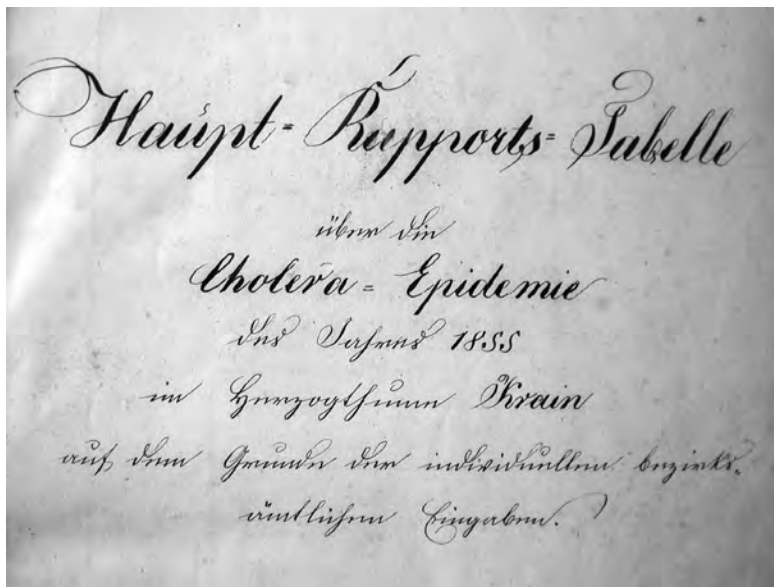 Haupt = Rapports = Tabelle
über die
Cholera = Epidemie
des Jahres 1855
im Herzogthume Krain
auf dem Grunde der individuellen bezirks-
ämtlichen Eingaben.